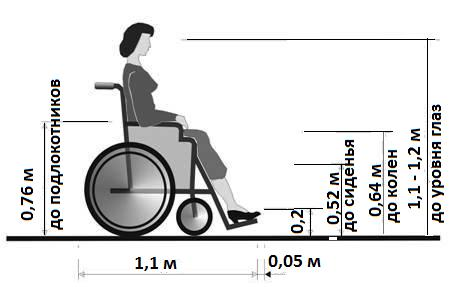 0,76 м
до подлокотников
0,2
0,52 м
до сиденья
0,64 м
до колен
1,1 - 1,2 м
до уровня глаз
1,1 м
0,05 м